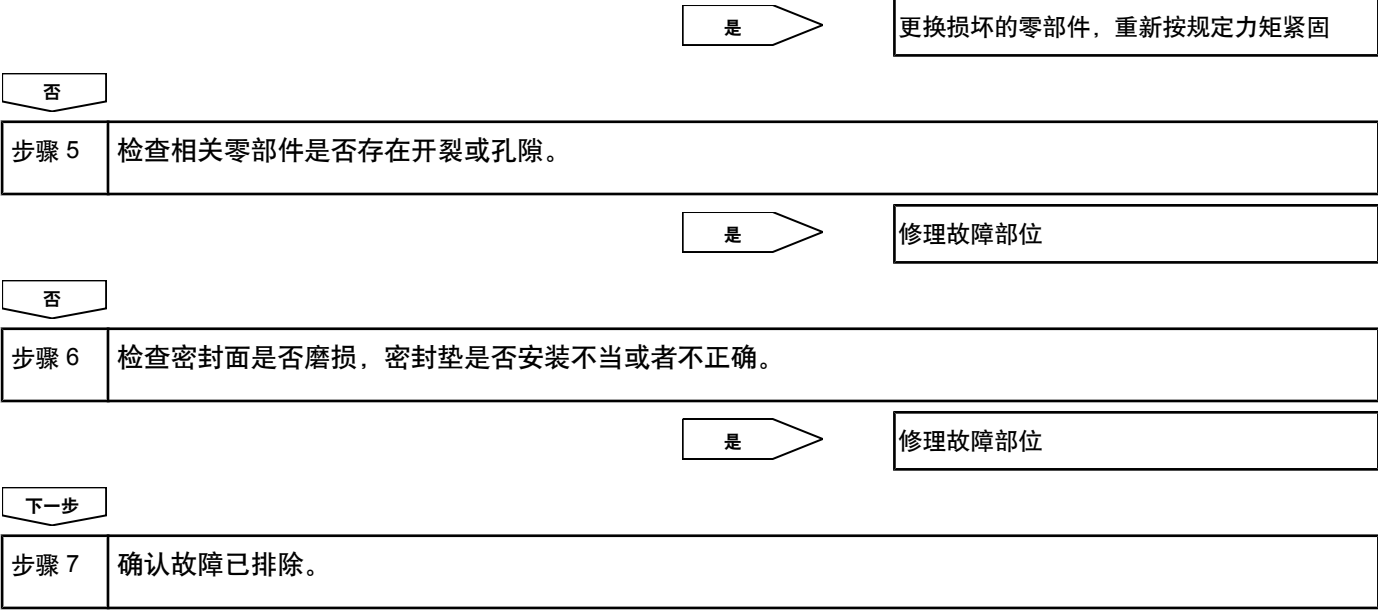 是
更换损坏的零部件，重新按规定力矩紧固
否
步骤 5
检查相关零部件是否存在开裂或孔隙。
是
修理故障部位
否
步骤 6
检查密封面是否磨损，密封垫是否安装不当或者不正确。
是
修理故障部位
下一步
步骤 7
确认故障已排除。